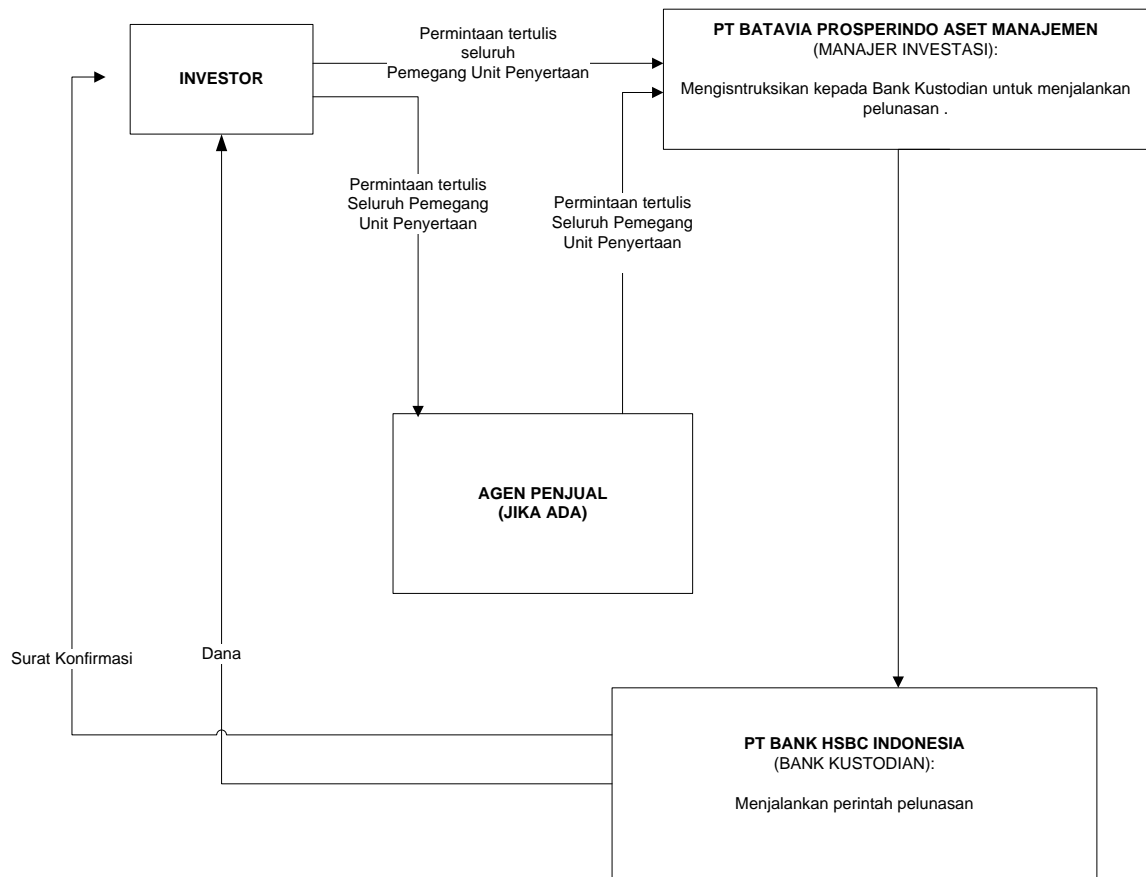 PT BATAVIA PROSPERINDO ASET MANAJEMEN
(MANAJER INVESTASI):
Mengisntruksikan kepada Bank Kustodian untuk menjalankan
pelunasan .
Permintaan tertulis
seluruh
Pemegang Unit Penyertaan
INVESTOR
Permintaan tertulis
Seluruh Pemegang
Unit Penyertaan
Permintaan tertulis
Seluruh Pemegang
Unit Penyertaan
AGEN PENJUAL
(JIKA ADA)
Surat Konfirmasi
Dana
PT BANK HSBC INDONESIA
(BANK KUSTODIAN):
Menjalankan perintah pelunasan